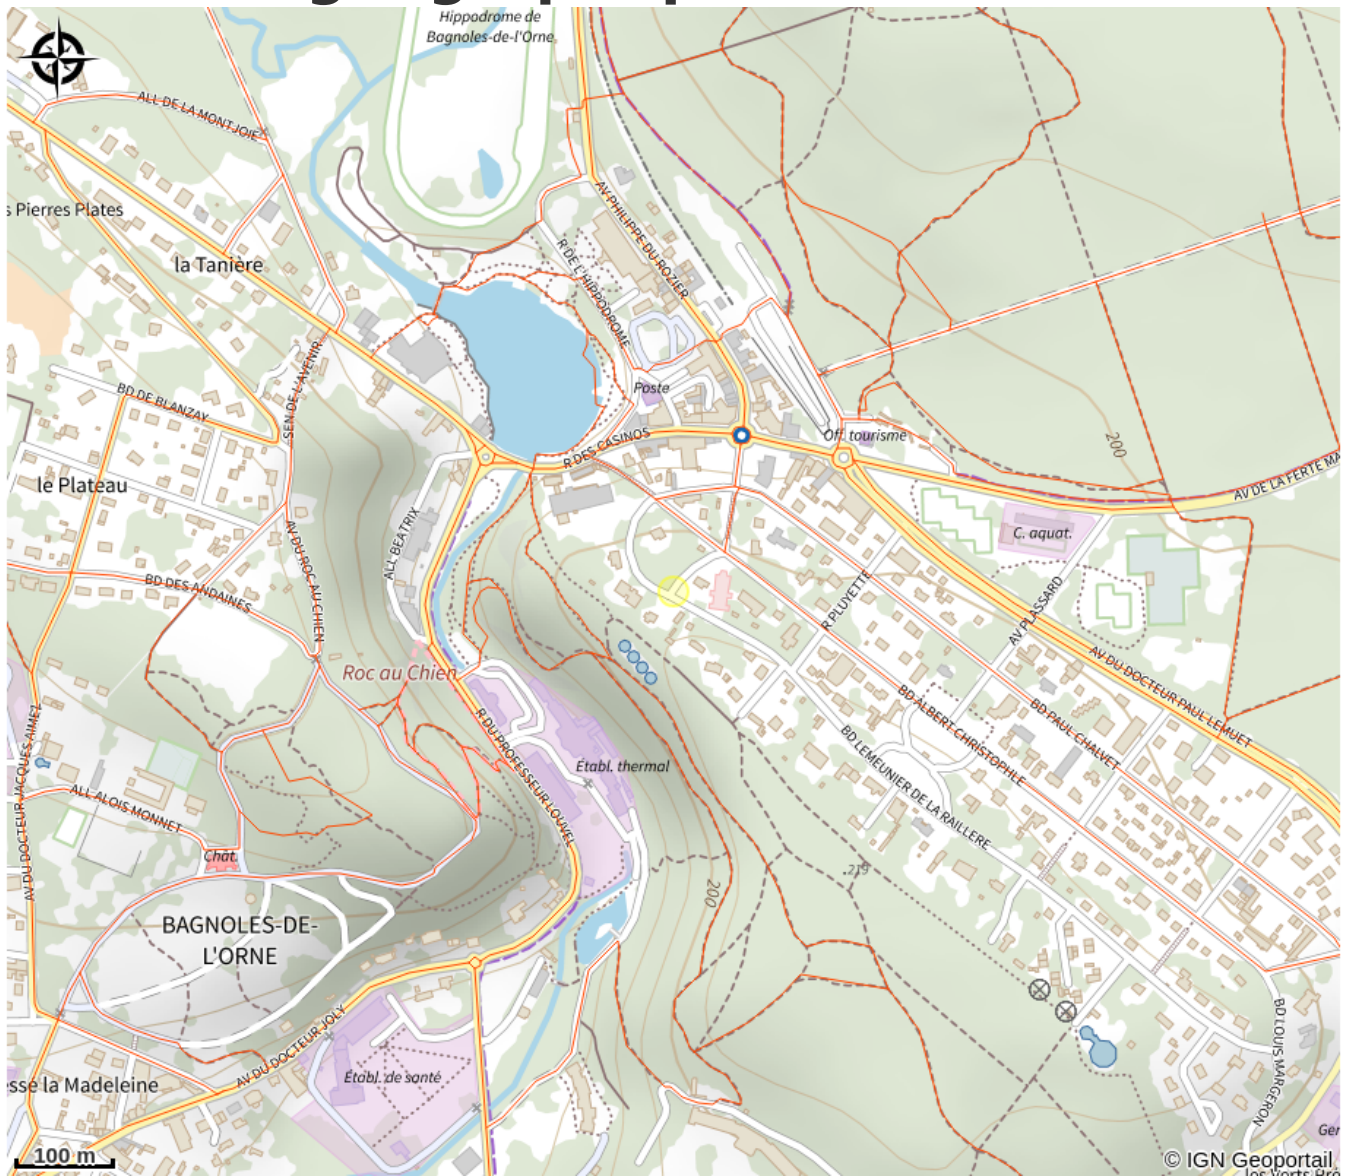 Hippodrome de
Bagnoles-de-l'Orne
ALL DE LA MONTJOIE
s Pierres Plates
la Tanière
AV PHILIPPE DU ROZIER
R DE L'HIPPODROME
SEN DE L'AVENIR
BD DE BLANZAY
Poste
R DES CASINOS
Off. tourisme
200
AV DE LA FERTE MA
le Plateau
ALL BEATRIX
AV DU ROC AU CHIEN
C. aquat.
BD DES ANDAINES
R PLUYETTE
AV PLASSARD
Roc au Chien
AV DU DOCTEUR PAUL LEMUET
BD ALBERT CHRISTOPHLE
BD PAUL CHALVET
R DU PROFESSEUR LOUVEL
Établ. thermal
BD LEMEUNIER DE LA RAILLERE
AV DU DOCTEUR JACQUES AIMEZ
ALL ALOIS MONNET
Chât.
219
200
BAGNOLES-DE-
L'ORNE
AV DU DOCTEUR JOLY
Établ. de santé
BD LOUIS MARGERON
esse la Madeleine
Ger
100 m
© IGN Geoportail